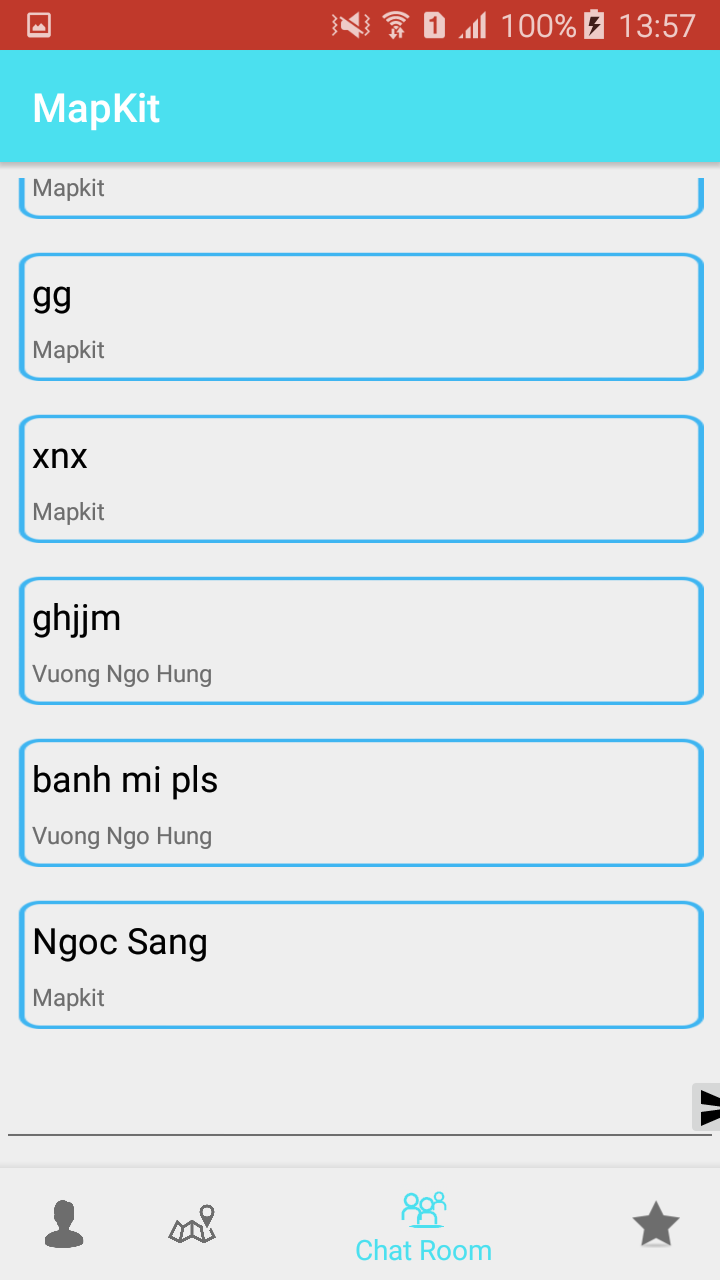 1 100% 13:57
MapKit
Mapkit
gg
Mapkit
xnx
Mapkit
ghjjm
Vuong Ngo Hung
banh mi pls
Vuong Ngo Hung
Ngoc Sang
Mapkit
Chat Room